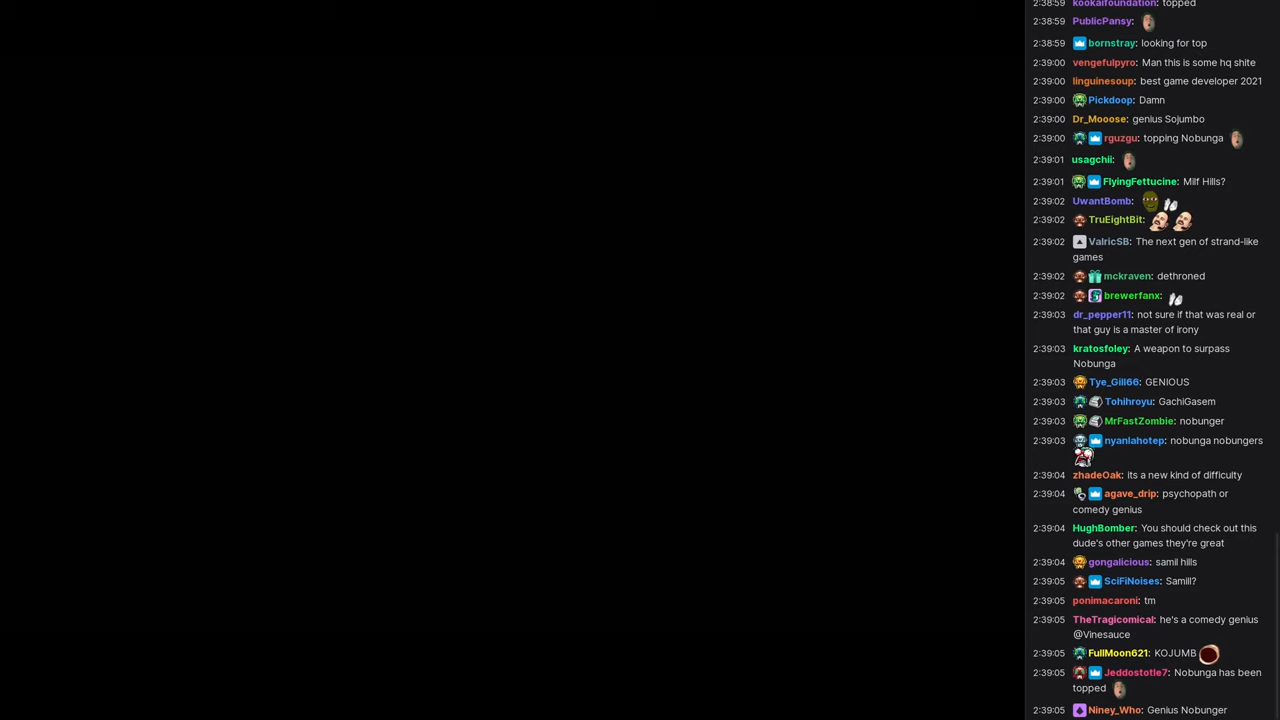 2:38:59 kookaifoundation: topped
2:38:59 PublicPansy:
2:38:59 bornstray: looking for top
2:39:00 vengefulpyro: Man this is some hq shite
2:39:00 linguinesoup: best game developer 2021
2:39:00 Pickdoop: Damn
2:39:00 Dr_Mooose: genius Sojumbo
2:39:00 rguzgu: topping Nobunga
2:39:01 usagchii:
2:39:01 FlyingFettucine: Milf Hills?
2:39:02 UwantBomb:
2:39:02 TruEightBit:
2:39:02 ValricSB: The next gen of strand-like
games
2:39:02 mckraven: dethroned
2:39:02 brewerfanx:
2:39:03 dr_pepper11: not sure if that was real or
that guy is a master of irony
2:39:03 kratosfoley: A weapon to surpass
Nobunga
2:39:03 Tye_Gill66: GENIOUS
2:39:03 Tohihroyu: GachiGasem
2:39:03 MrFastZombie: nobunger
2:39:03 nyanlahotep: nobunga nobungers
2:39:04 zhadeOak: its a new kind of difficulty
2:39:04 agave_drip: psychopath or
comedy genius
2:39:04 HughBomber: You should check out this
dude's other games they're great
2:39:04 gongalicious: samil hills
2:39:05 SciFiNoises: Samill?
2:39:05 ponimacaroni: tm
2:39:05 TheTragicomical: he's a comedy genius
@Vinesauce
2:39:05 FullMoon621: KOJUMB
2:39:05 Jeddostotle7: Nobunga has been
topped
2:39:05 Niney_Who: Genius Nobunger